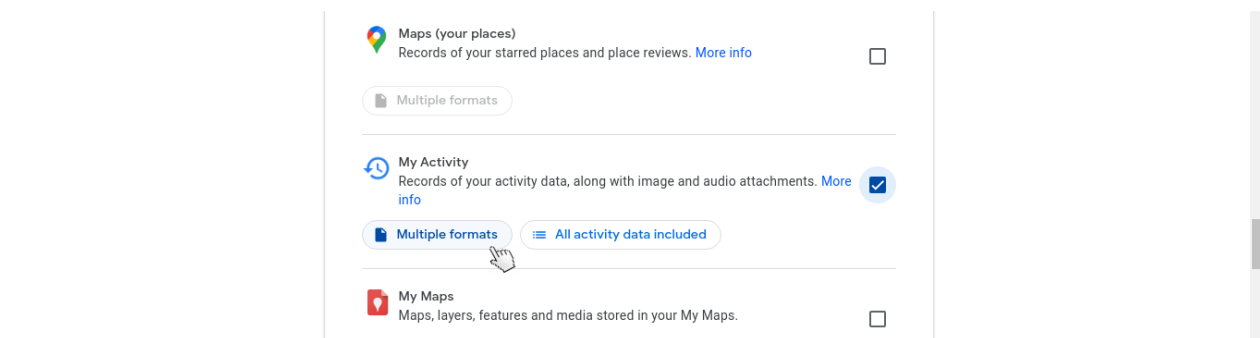 Maps (your places)
Records of your starred places and place reviews. More info
Multiple formats
My Activity
Records of your activity data, along with image and audio attachments. More
info
Multiple formats
All activity data included
My Maps
Maps, layers, features and media stored in your My Maps.